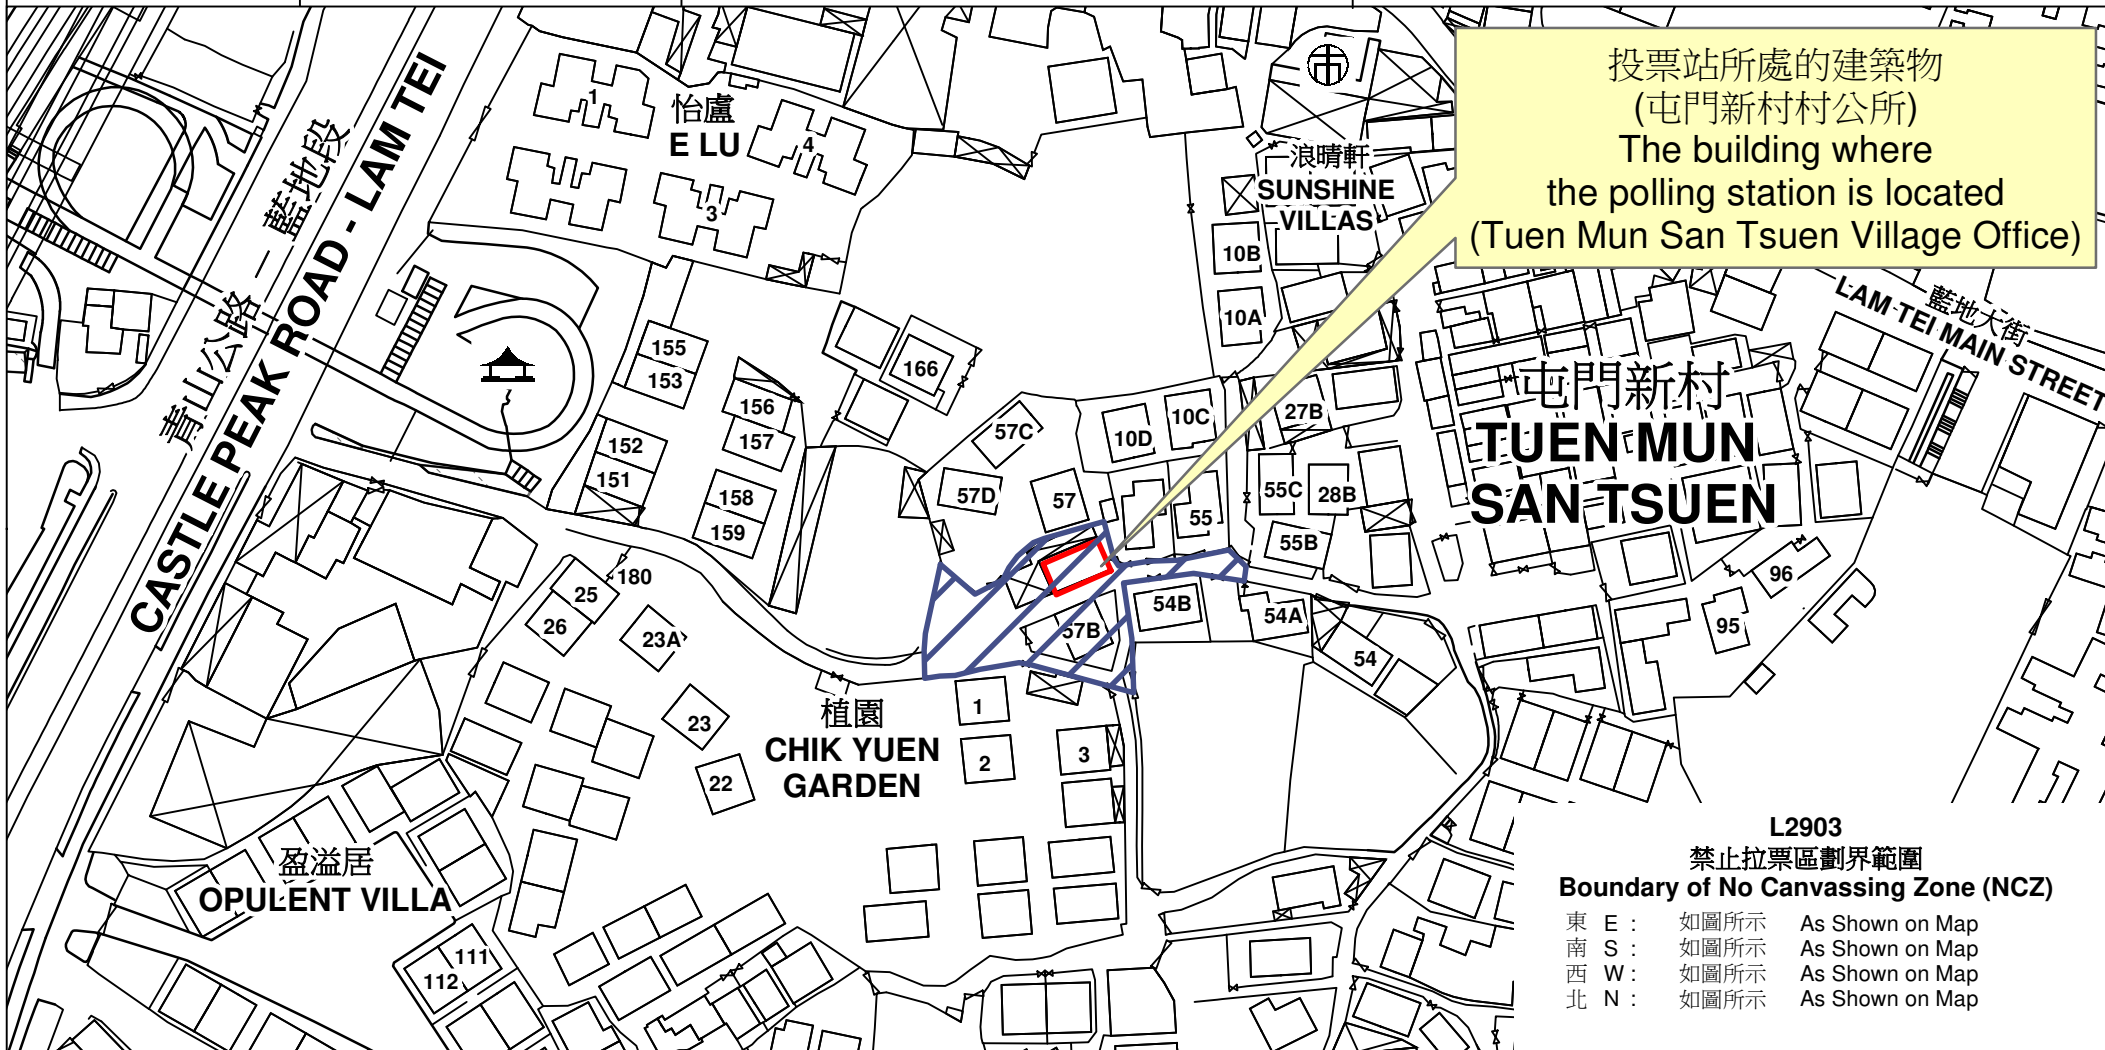 投票站所處的建築物
(屯門新村村公所)
The building where
the polling station is located
(Tuen Mun San Tsuen Village Office)
怡盧
E LU
1
4
3
浪晴軒
SUNSHINE
VILLAS
10B
10A
青山公路 - 藍地段
CASTLE PEAK ROAD - LAM TEI
藍地大街
LAM TEI MAIN STREET
屯門新村
TUEN MUN
SAN TSUEN
155
153
166
156
157
152
151
158
159
57C
57D
57
10D
10C
27B
55
55C
28B
55B
54B
54A
54
57B
96
95
180
25
26
23A
23
22
植園
CHIK YUEN
GARDEN
1
2
3
盈溢居
OPULENT VILLA
111
112
L2903
禁止拉票區劃界範圍
Boundary of No Canvassing Zone (NCZ)
東 E : 如圖所示 As Shown on Map
南 S : 如圖所示 As Shown on Map
西 W : 如圖所示 As Shown on Map
北 N : 如圖所示 As Shown on Map